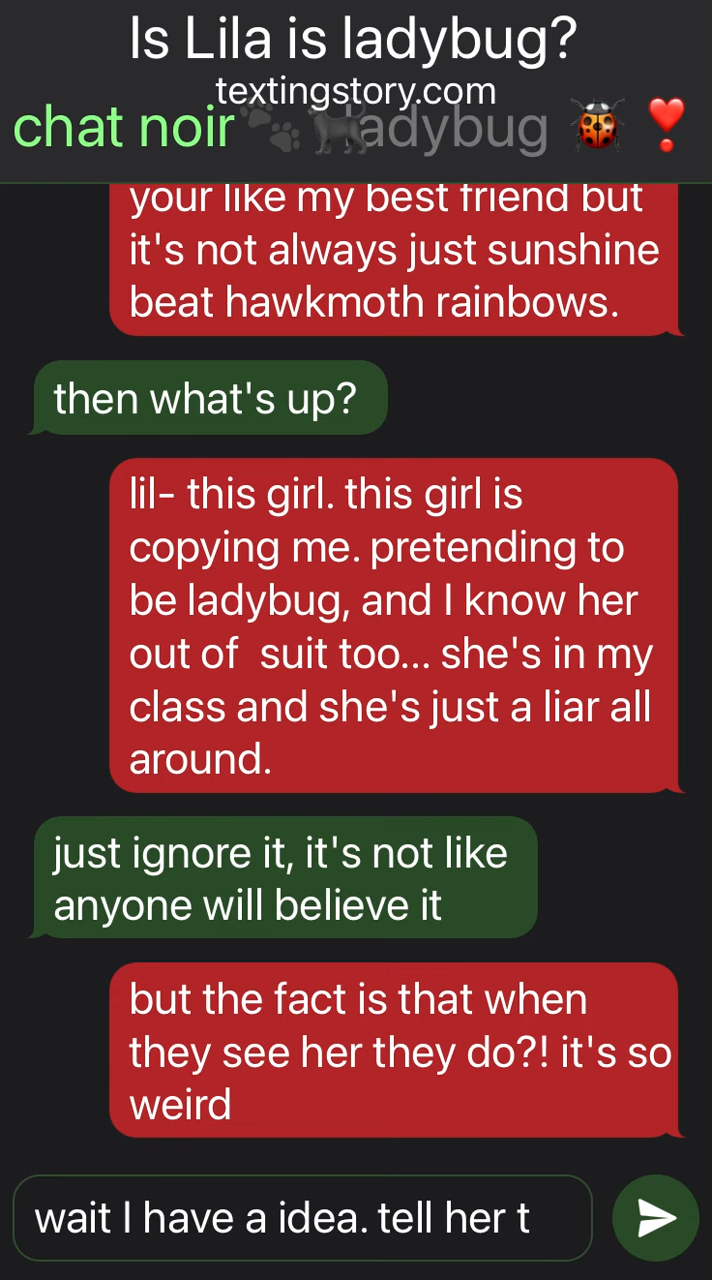 Is Lila is ladybug?
textingstory.com
chat noir🐾🐈‍⬛ladybug 🐞❣️
your like my best friend but
it's not always just sunshine
beat hawkmoth rainbows.
then what's up?
lil- this girl. this girl is
copying me. pretending to
be ladybug, and I know her
out of  suit too... she's in my
class and she's just a liar all
around.
just ignore it, it's not like
anyone will believe it
but the fact is that when
they see her they do?! it's so
weird
wait I have a idea. tell her t